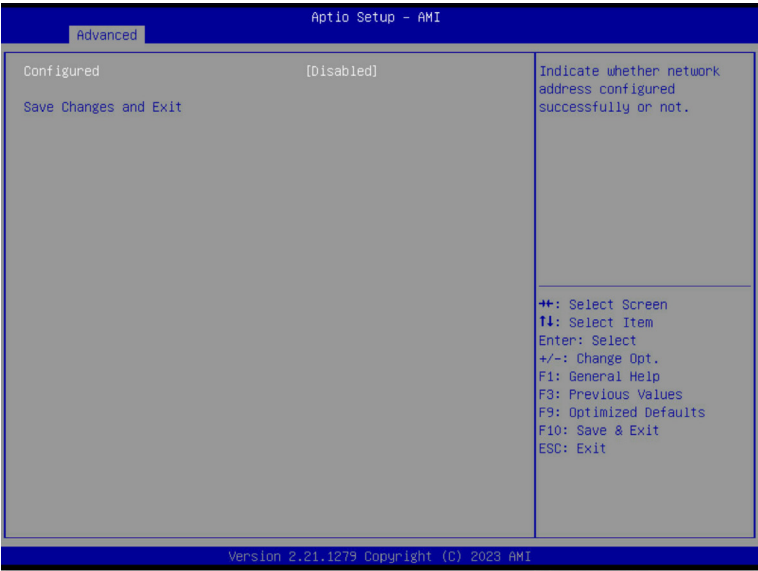 Aptio Setup – AMI
Advanced
Configured [Disabled]
Save Changes and Exit
Indicate whether network
address configured
successfully or not.
→←: Select Screen
↑↓: Select Item
Enter: Select
+/-: Change Opt.
F1: General Help
F3: Previous Values
F9: Optimized Defaults
F10: Save & Exit
ESC: Exit
Version 2.21.1279 Copyright (C) 2023 AMI